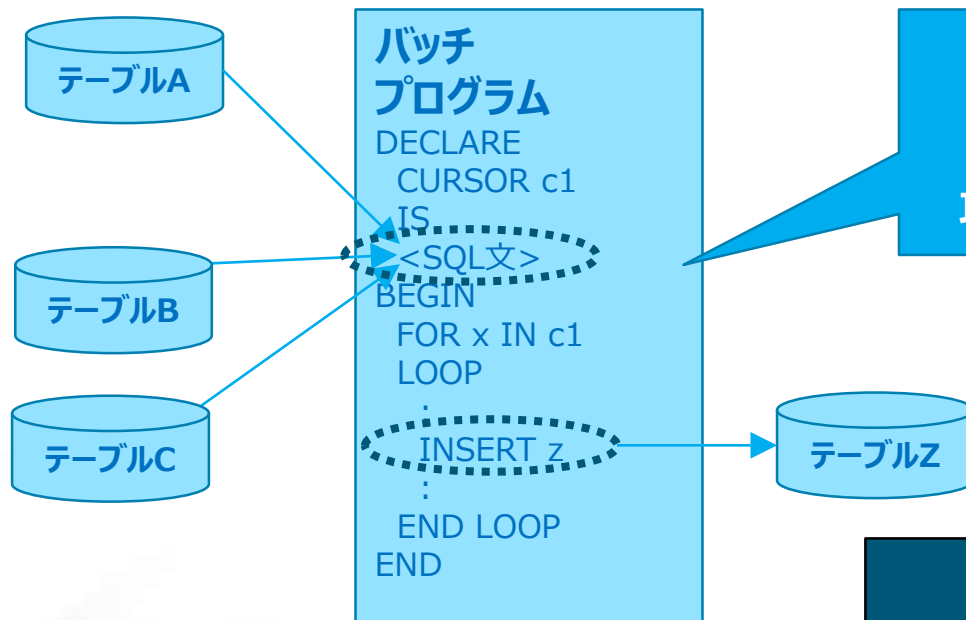 テーブルA
テーブルB
テーブルC
バッチ
プログラム
DECLARE
CURSOR c1
IS
<SQL文>
BEGIN
FOR x IN c1
LOOP
:
INSERT z
:
END LOOP
END
テーブルZ